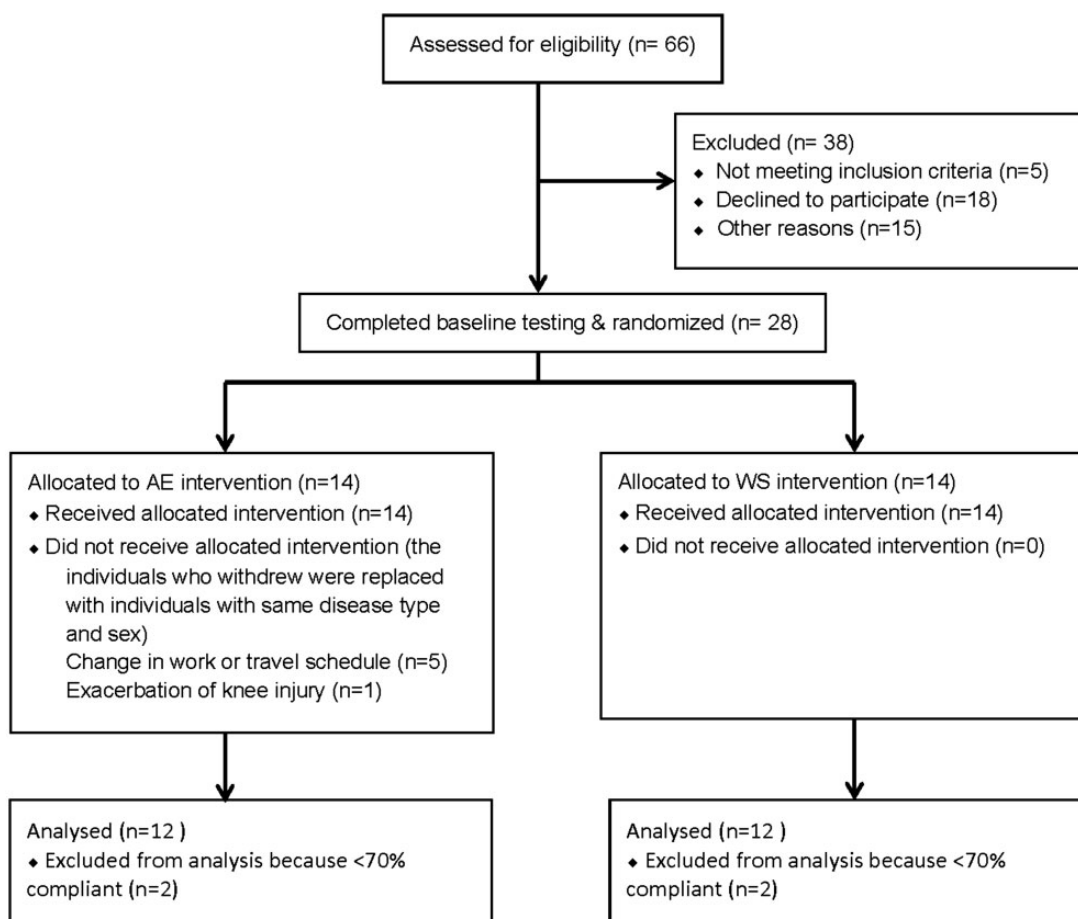 Assessed for eligibility (n= 66)
Excluded (n= 38)
⬥ Not meeting inclusion criteria (n=5)
⬥ Declined to participate (n=18)
⬥ Other reasons (n=15)
Completed baseline testing & randomized (n= 28)
Allocated to AE intervention (n=14)
⬥ Received allocated intervention (n=14)
⬥ Did not receive allocated intervention (the
individuals who withdrew were replaced
with individuals with same disease type
and sex)
Change in work or travel schedule (n=5)
Exacerbation of knee injury (n=1)
Allocated to WS intervention (n=14)
⬥ Received allocated intervention (n=14)
⬥ Did not receive allocated intervention (n=0)
Analysed (n=12 )
⬥ Excluded from analysis because <70%
compliant (n=2)
Analysed (n=12 )
⬥ Excluded from analysis because <70%
compliant (n=2)